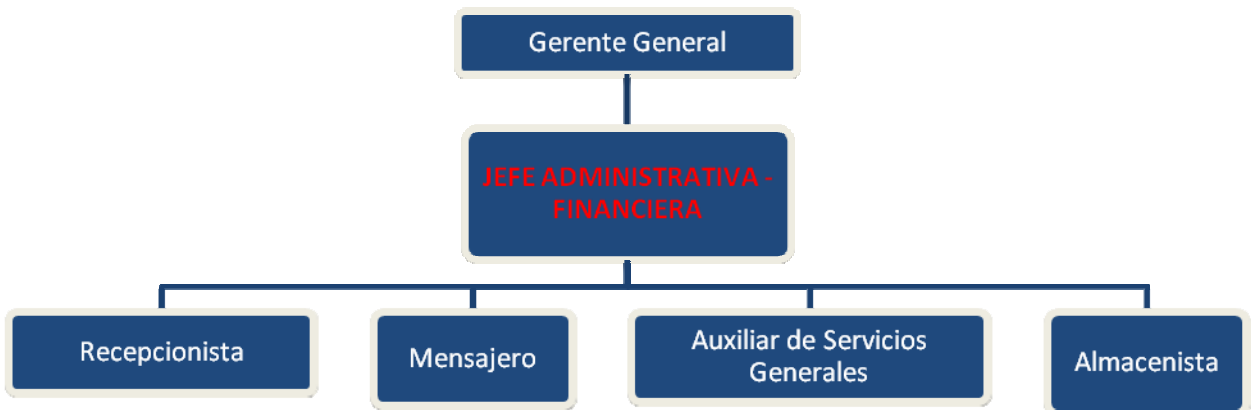 Gerente General
JEFE ADMINISTRATIVA -
FINANCIERA
Recepcionista
Mensajero
Auxiliar de Servicios
Generales
Almacenista